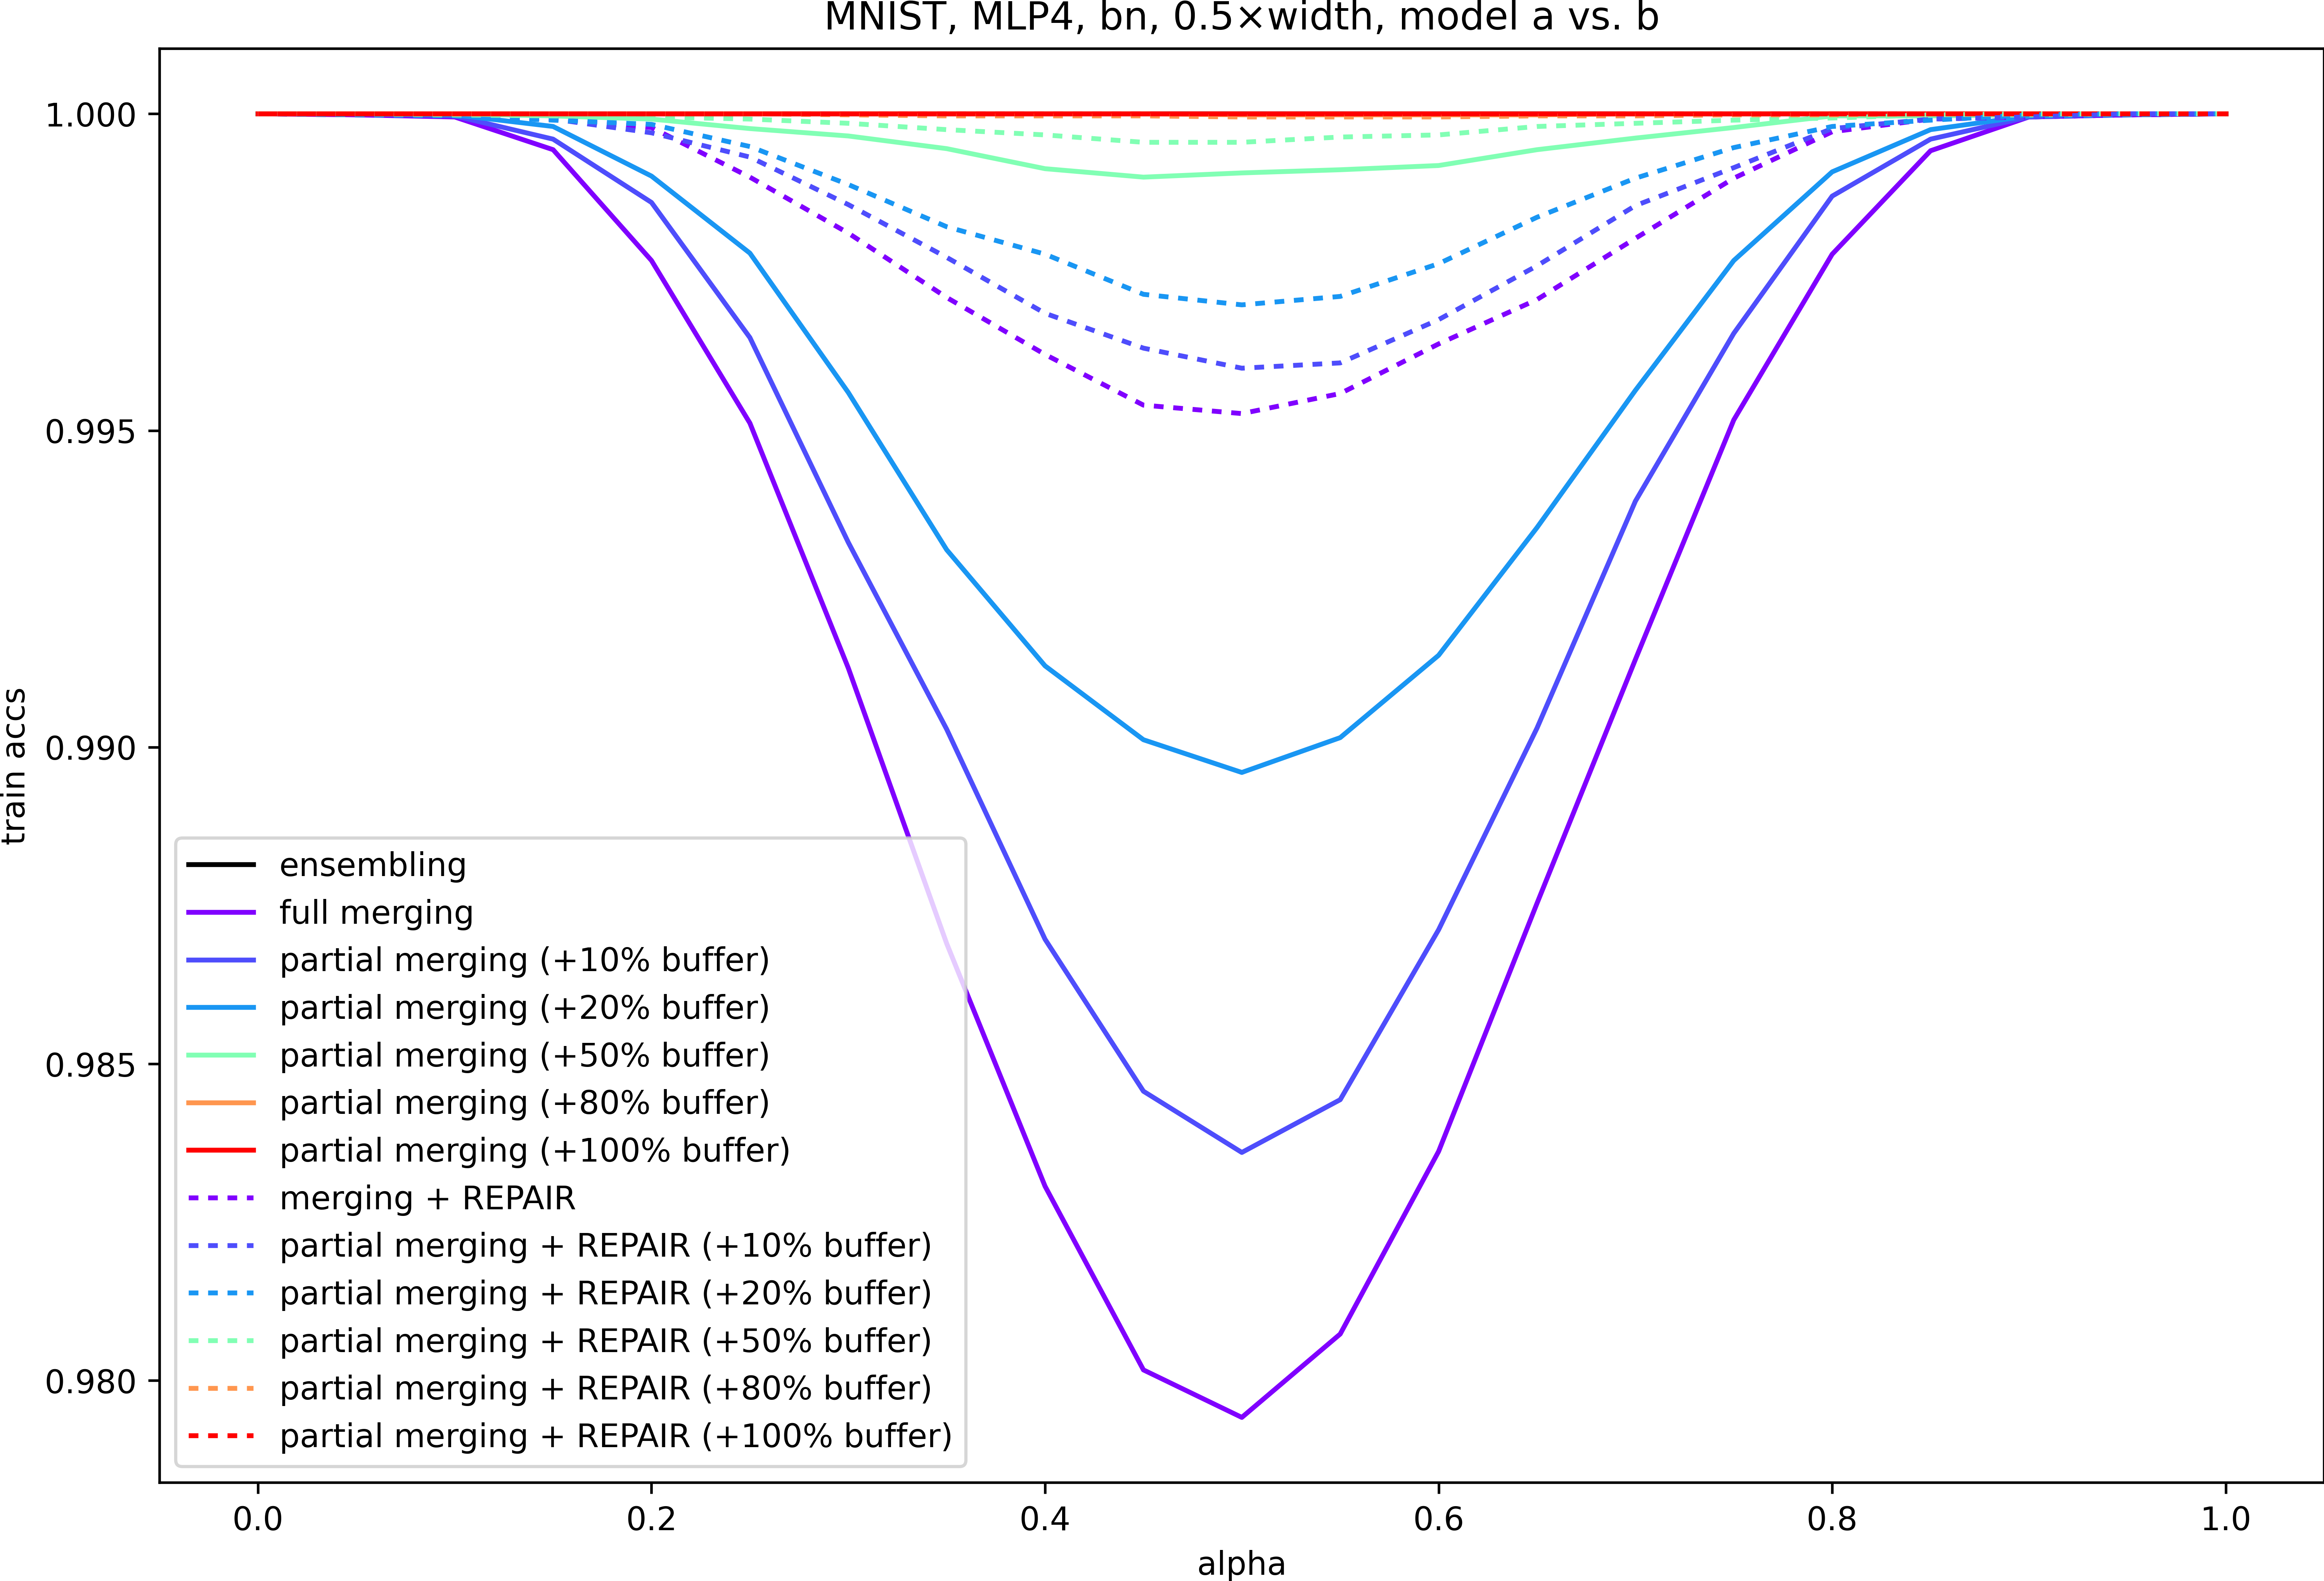 MNIST, MLP4, bn, 0.5×width, model a vs. b
1.000
0.995
0.990
0.985
0.980
train accs
ensembling
full merging
partial merging (+10% buffer)
partial merging (+20% buffer)
partial merging (+50% buffer)
partial merging (+80% buffer)
partial merging (+100% buffer)
merging + REPAIR
partial merging + REPAIR (+10% buffer)
partial merging + REPAIR (+20% buffer)
partial merging + REPAIR (+50% buffer)
partial merging + REPAIR (+80% buffer)
partial merging + REPAIR (+100% buffer)
0.0 0.2 0.4 0.6 0.8 1.0
alpha